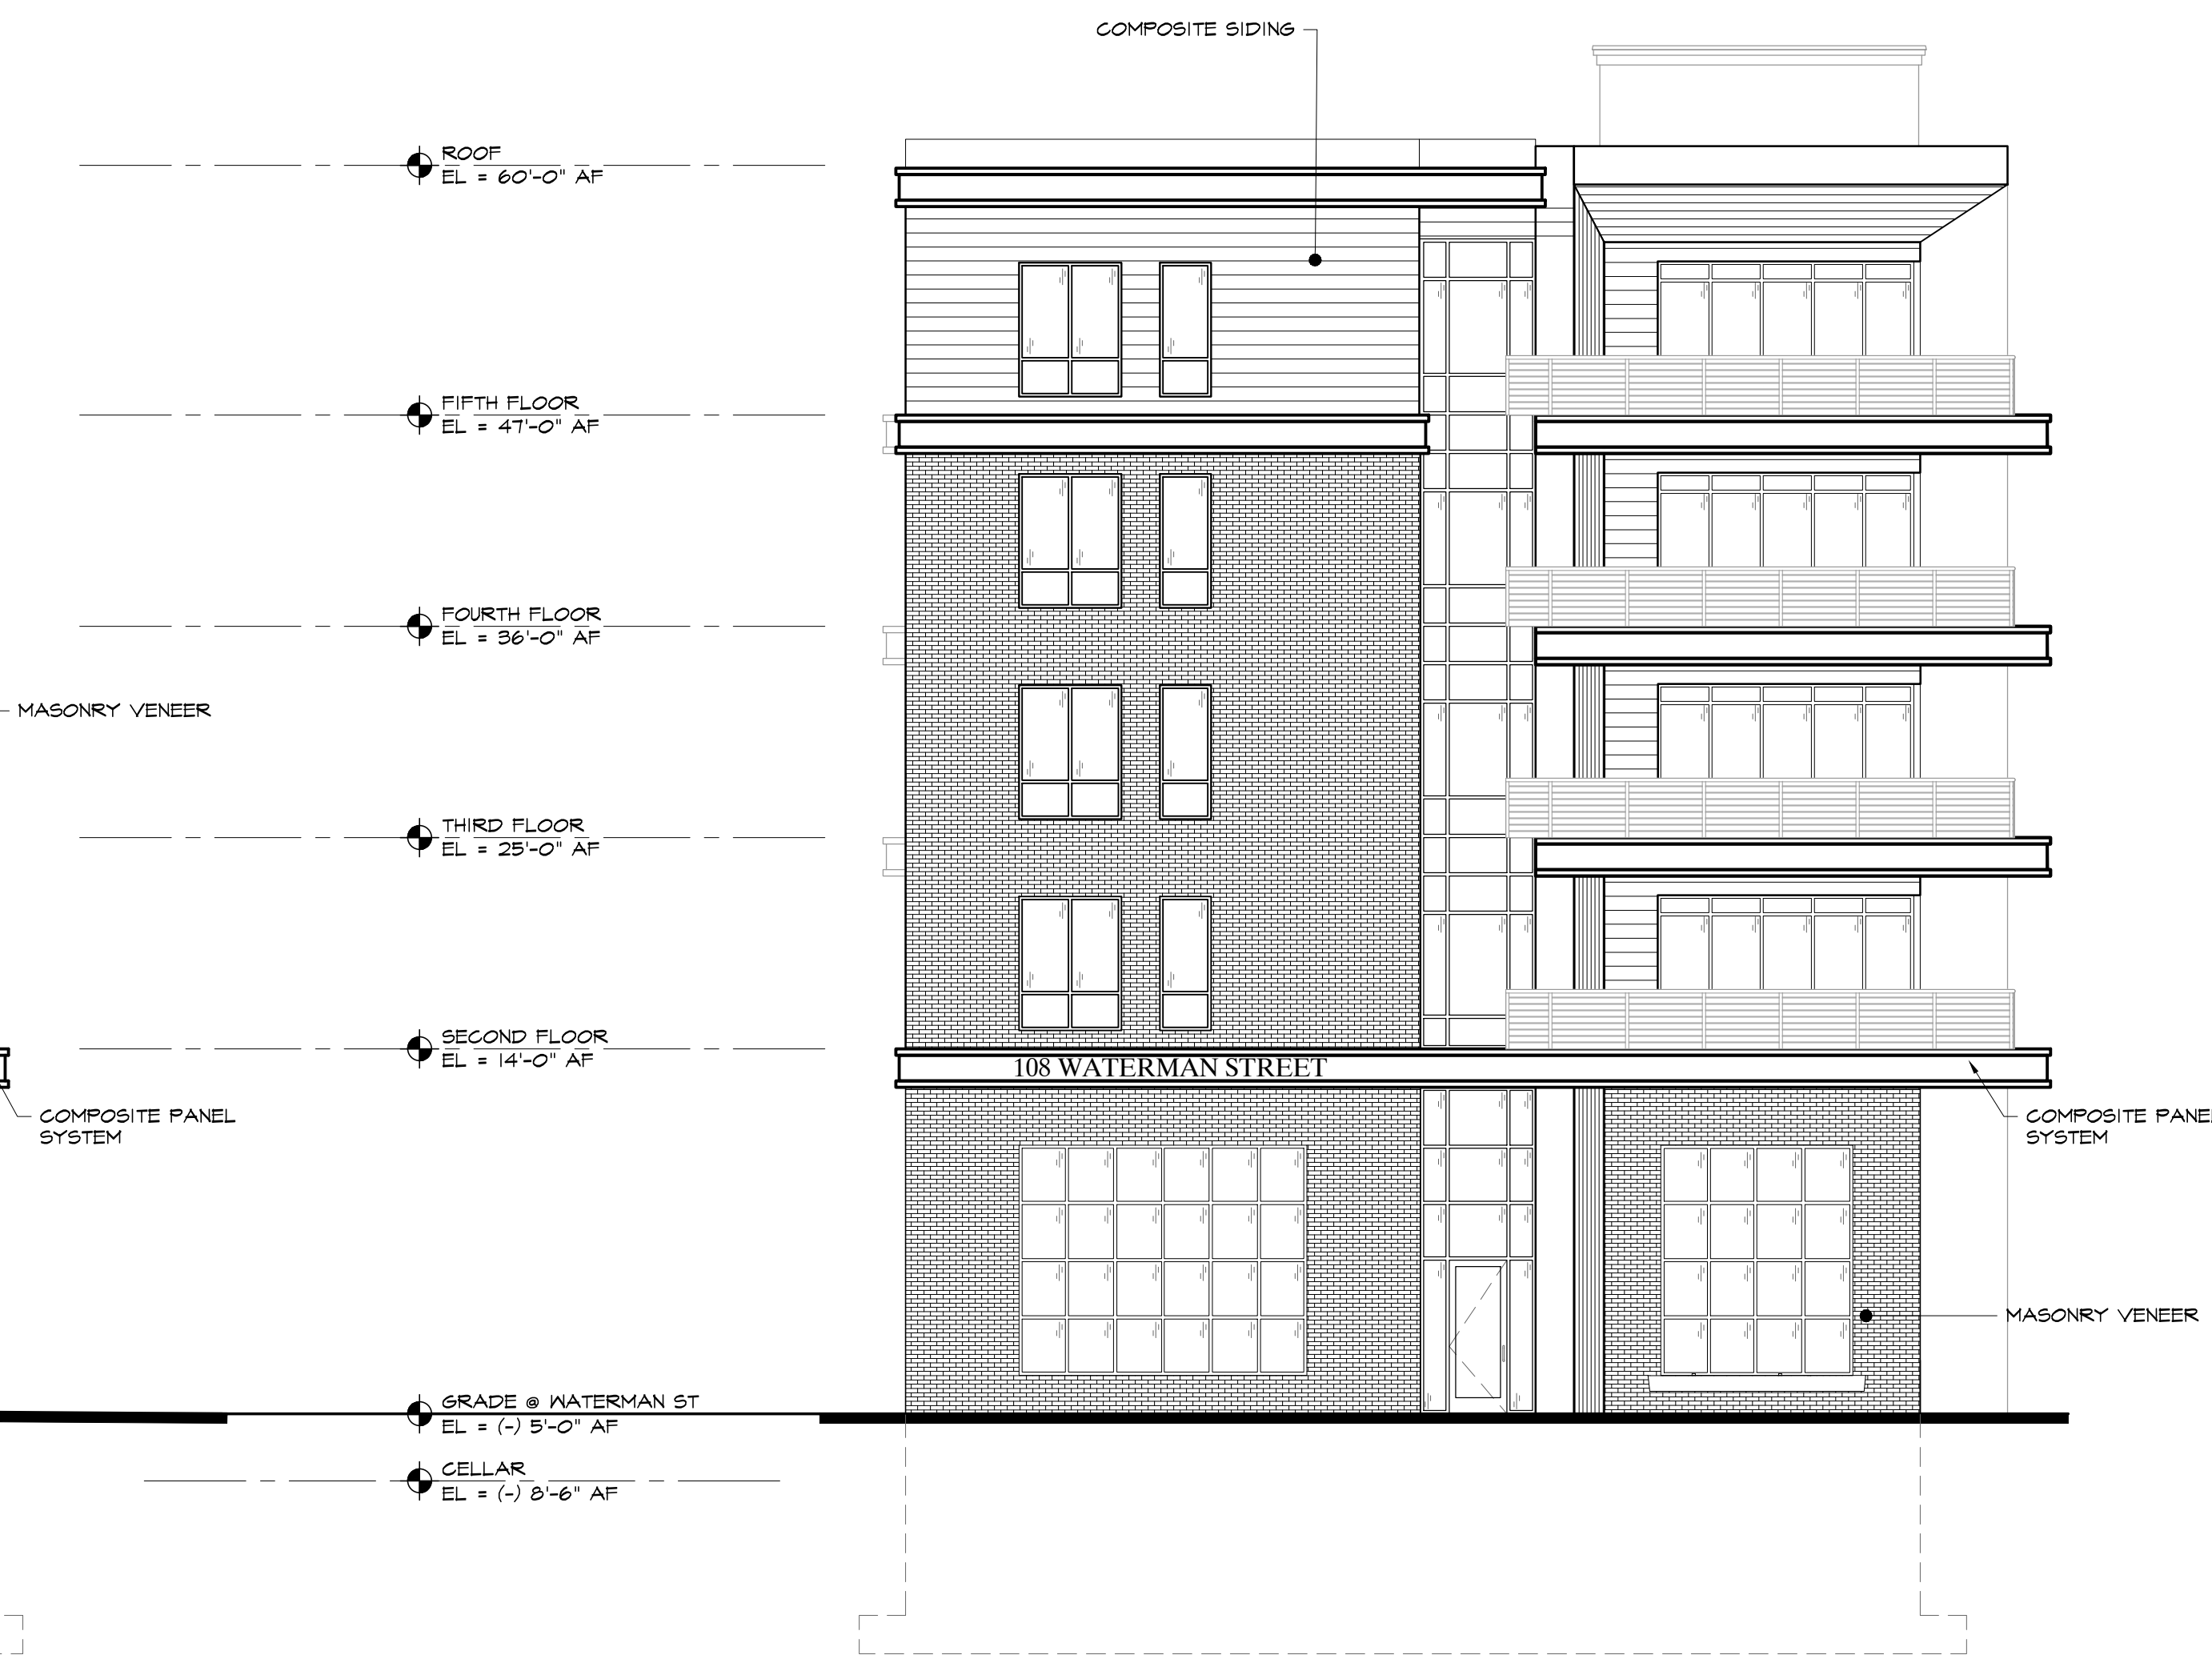 COMPOSITE SIDING
ROOF
EL = 60'-0" AF
FIFTH FLOOR
EL = 47'-0" AF
FOURTH FLOOR
EL = 36'-0" AF
MASONRY VENEER
THIRD FLOOR
EL = 25'-0" AF
SECOND FLOOR
EL = 14'-0" AF
108 WATERMAN STREET
COMPOSITE PANEL
SYSTEM
COMPOSITE PANE
SYSTEM
MASONRY VENEER
GRADE @ WATERMAN ST
EL = (-) 5'-0" AF
CELLAR
EL = (-) 8'-6" AF